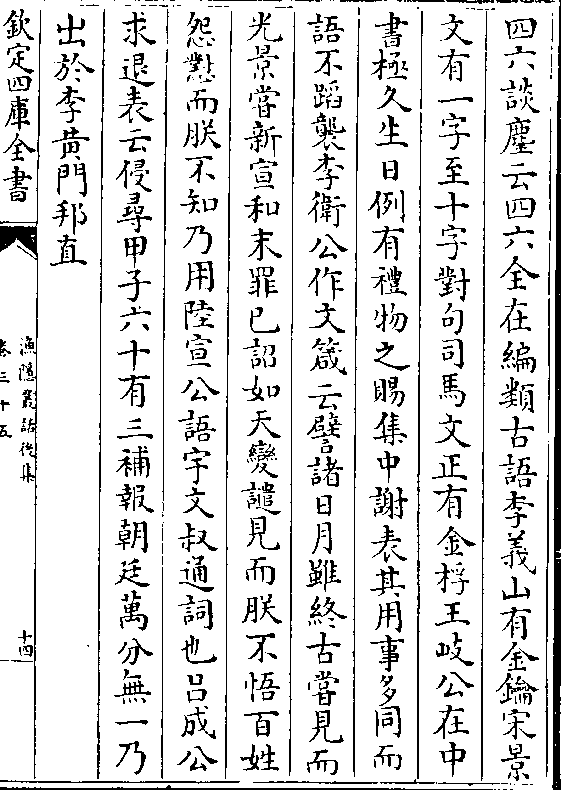 四六談麈云四六全在編類古語李義山有金鑰宋景
文有一字至十字對句司馬文正有金桴王岐公在中
書極久生日例有禮物之賜集中謝表其用事多同而
語不蹈襲李衛公作文箴云譬諸日月雖終古嘗見而
光景嘗新宣和末罪已詔如天變譴見而朕不悟百姓
怨懟而朕不知乃用陸宣公語宇文叔通詞也吕成公
求退表云侵尋甲子六十有三補報朝廷萬分無一乃
出於李黄門邦直
欽定四庫全書
漁隱叢話後集
卷三十五
十四